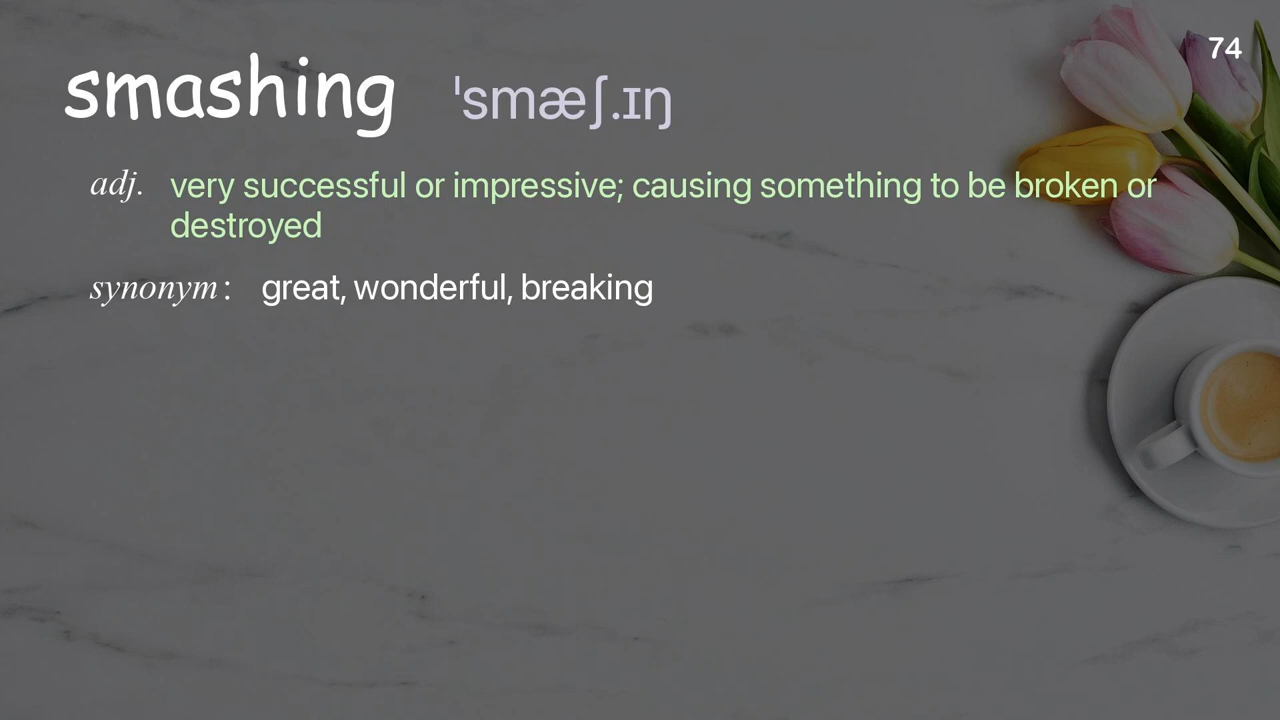 74
smashing ˈsmæʃ.ɪŋ
adj. very successful or impressive; causing something to be broken or
destroyed
synonym: great, wonderful, breaking